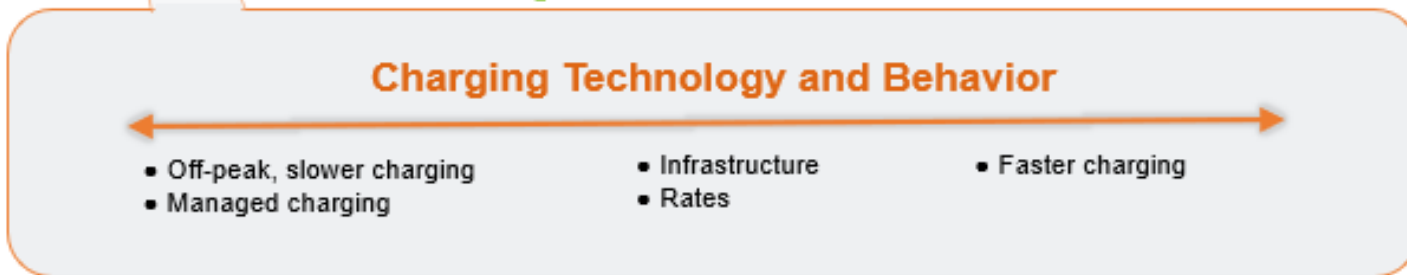 Charging Technology and Behavior
• Off-peak, slower charging
• Managed charging
• Infrastructure
• Rates
• Faster charging